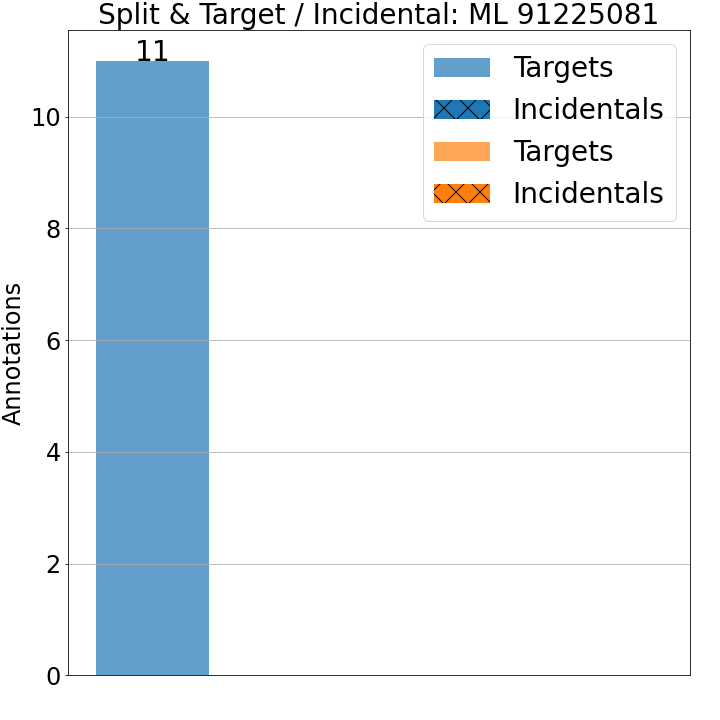 Split & Target / Incidental: ML 91225081
11
Targets
Incidentals
Targets
Incidentals
Annotations
10
8
6
4
2
0